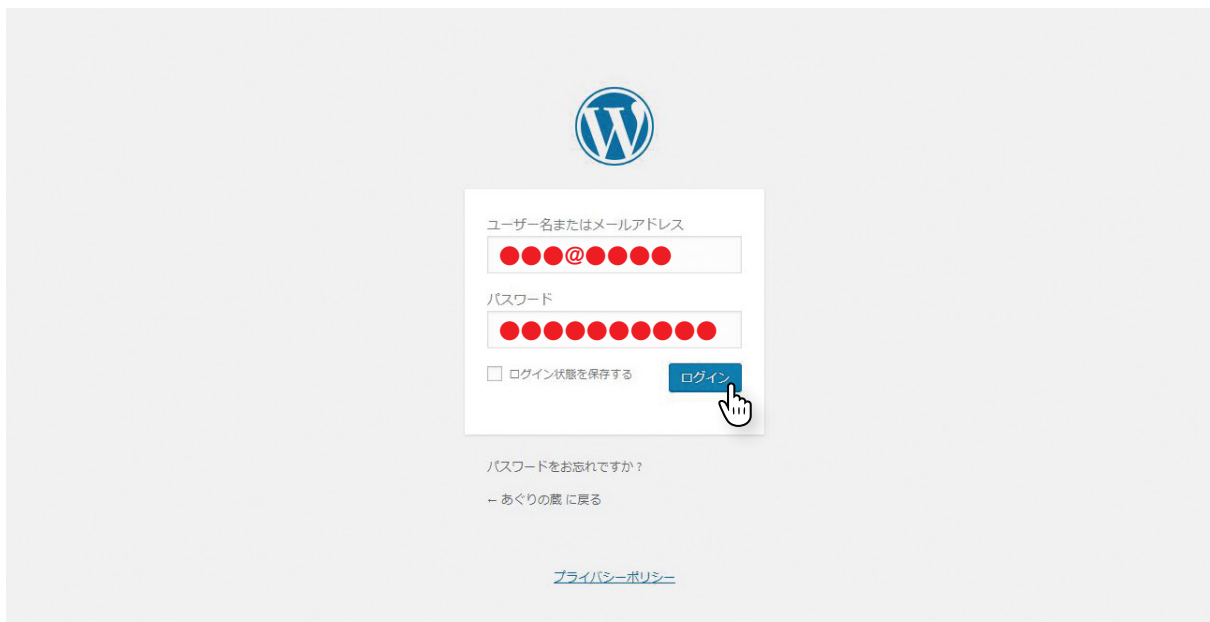 ユーザー名またはメールアドレス
●●●@●●●●
パスワード
●●●●●●●●●●
ログイン状態を保存する
ログイン
パスワードをお忘れですか ?
← あぐりの蔵 に戻る
プライバシーポリシー